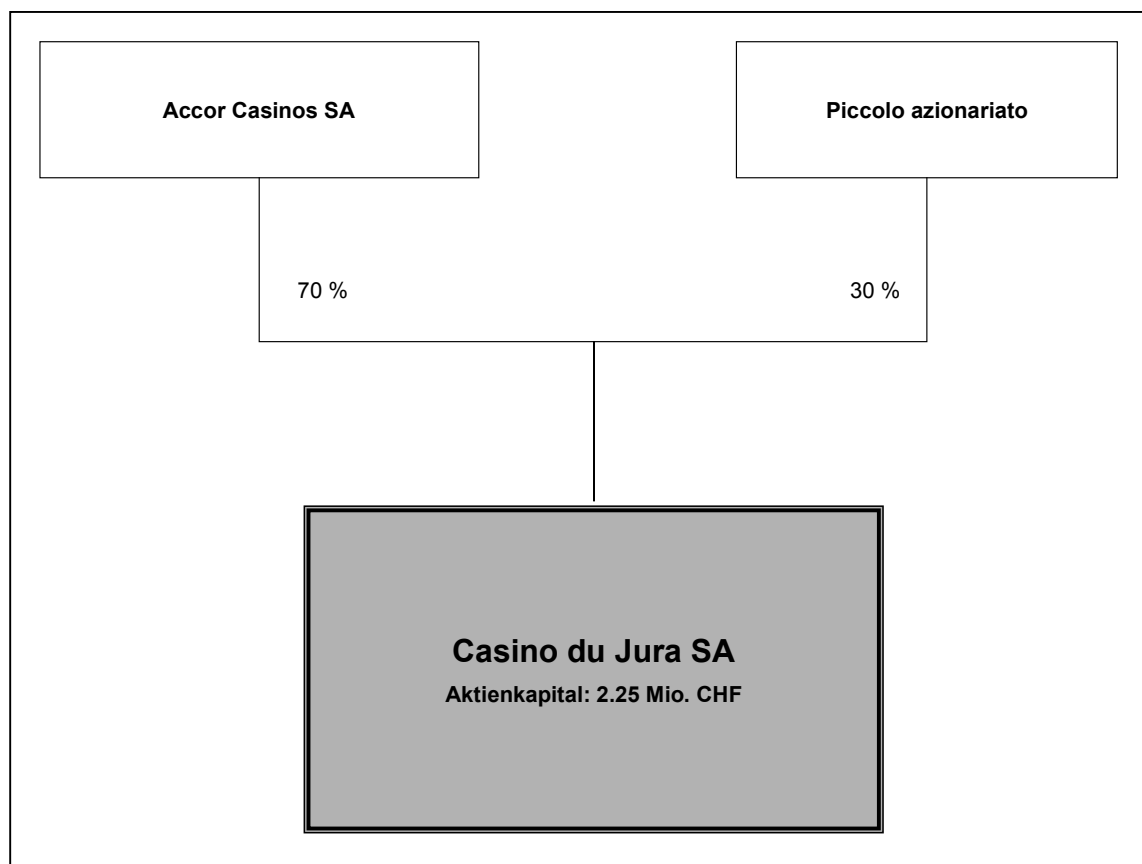 Accor Casinos SA
Piccolo azionariato
70 %
30 %
Casino du Jura SA
Aktienkapital: 2.25 Mio. CHF